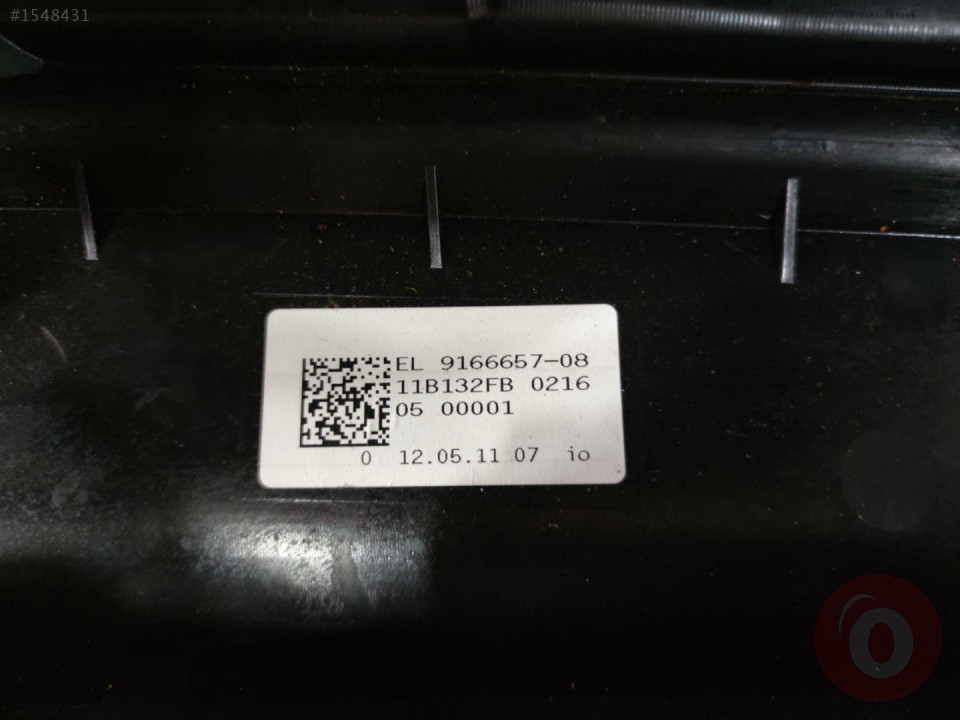 #1548431
EL 9166657-08
11B132FB 0216
05 00001
0 12.05.11 07 io
O